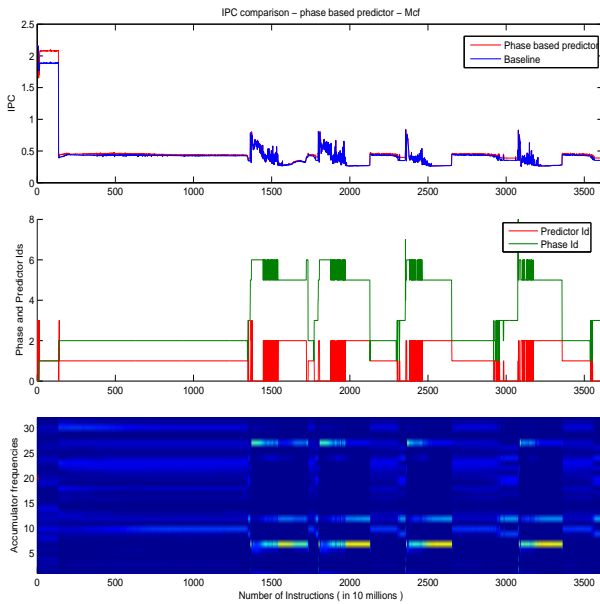 IPC comparison – phase based predictor – Mcf
2.5
2
1.5
1
0.5
0
IPC
Phase based predictor
Baseline
0 500 1000 1500 2000 2500 3000 3500
8
6
4
2
0
Phase and Predictor Ids
Predictor Id
Phase Id
0 500 1000 1500 2000 2500 3000 3500
30
25
20
15
10
5
Accumulator frequencies
0 500 1000 1500 2000 2500 3000 3500
Number of Instructions ( in 10 millions )